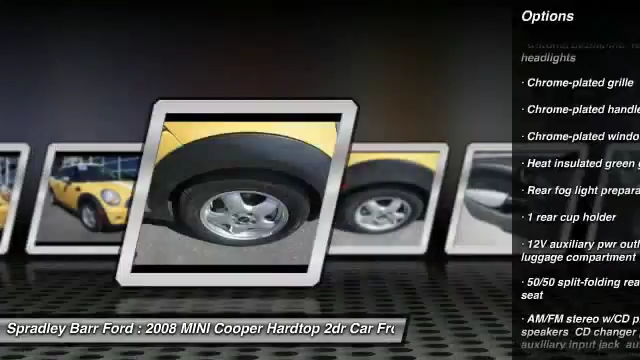 Options
headlights
· Chrome-plated grille
· Chrome-plated handle
· Chrome-plated windo
· Heat insulated green g
· Rear fog light prepara
· 1 rear cup holder
· 12V auxiliary pwr outl
luggage compartment
· 50/50 split-folding rea
seat
· AM/FM stereo w/CD p
speakers CD changer
auxiliary input jack au
Spradley Barr Ford : 2008 MINI Cooper Hardtop 2dr Car Fro